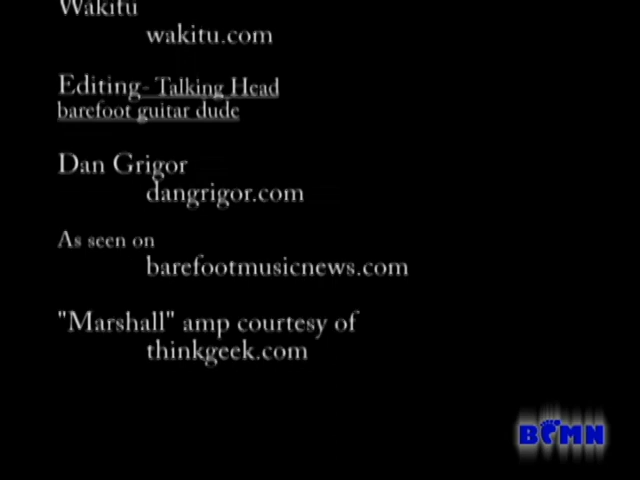 Wakitu
wakitu.com
Editing- Talking Head
barefoot guitar dude
Dan Grigor
dangrigor.com
As seen on
barefootmusicnews.com
"Marshall" amp courtesy of
thinkgeek.com
BMN